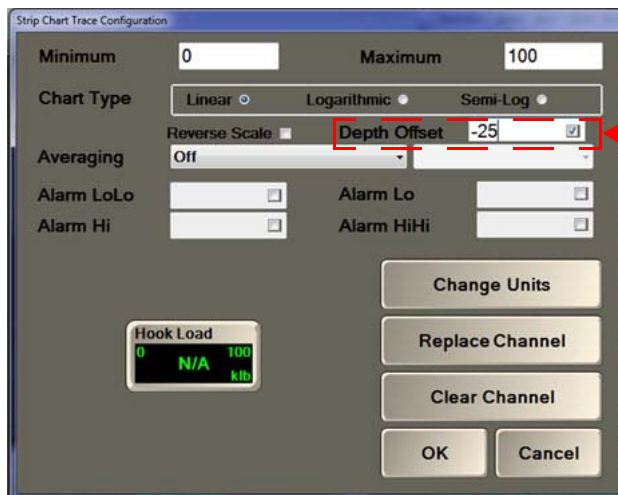 Strip Chart Trace Configuration
Minimum 0 Maximum 100
Chart Type Linear Logarithmic Semi-Log
Reverse Scale Depth Offset -25
Averaging Off
Alarm LoLo Alarm Lo
Alarm Hi Alarm HiHi
Change Units
Hook Load
0 100
N/A
klb
Replace Channel
Clear Channel
OK Cancel